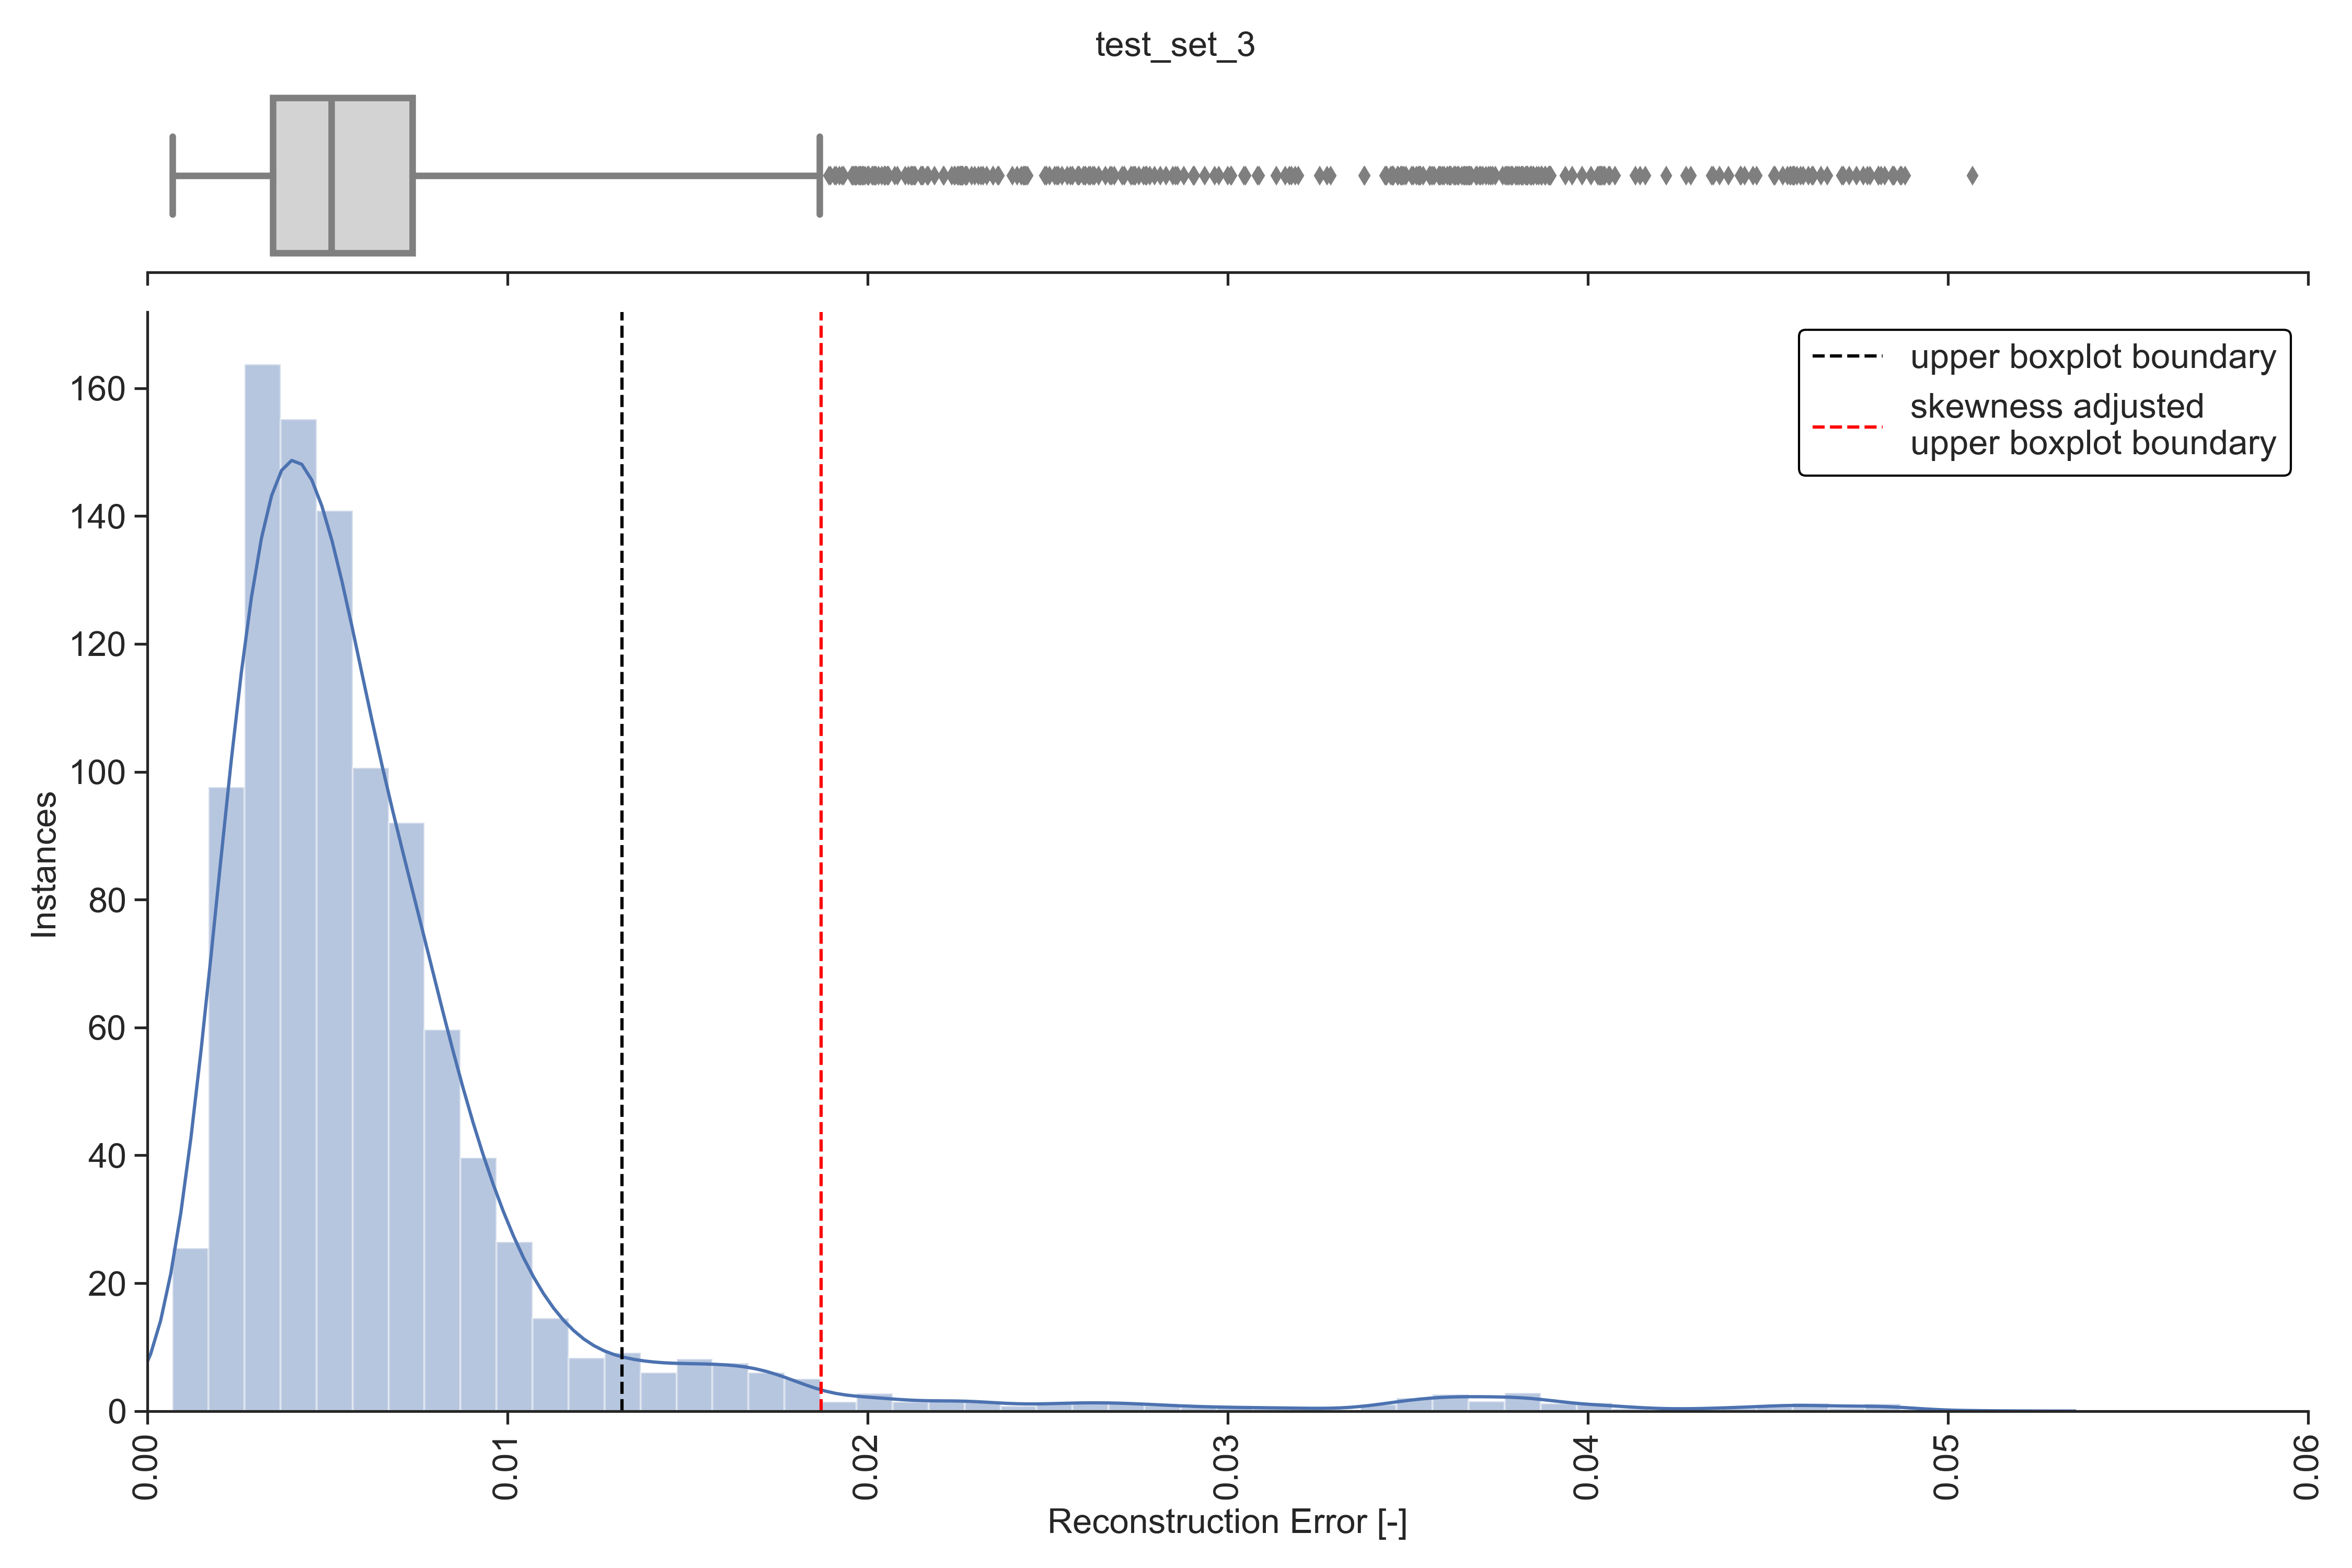 test_set_3
upper boxplot boundary
skewness adjusted
upper boxplot boundary
160
140
120
100
80
60
40
20
0
Instances
0.00
0.01
0.02
0.03
0.04
0.05
0.06
Reconstruction Error [-]